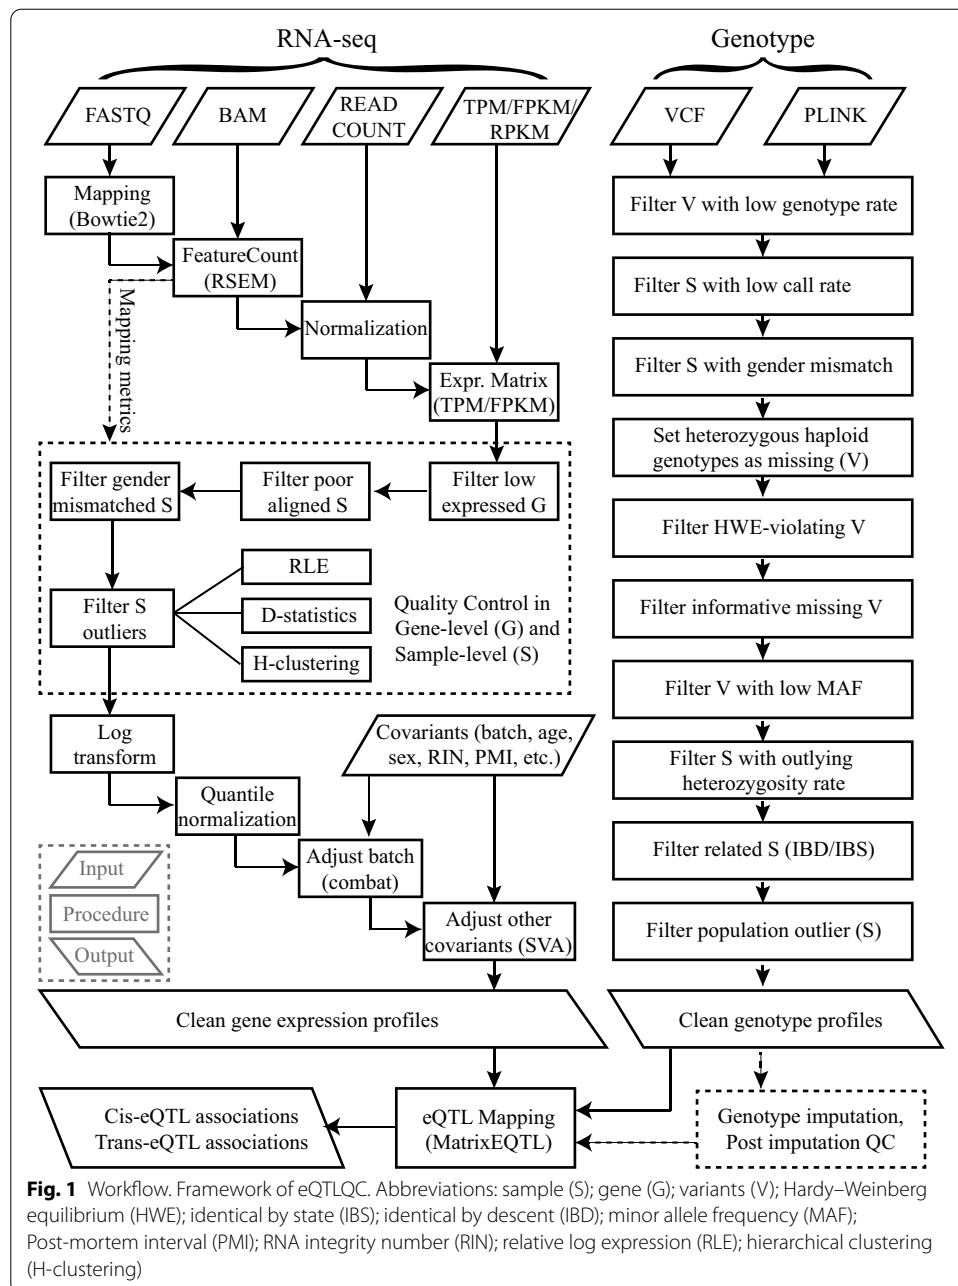 RNA-seq
Genotype
FASTQ
BAM
READ
COUNT
TPM/FPKM/
RPKM
VCF
PLINK
Mapping
(Bowtie2)
FeatureCount
(RSEM)
Normalization
Expr. Matrix
(TPM/FPKM)
Mapping metrics
Filter gender
mismatched S
Filter poor
aligned S
Filter low
expressed G
Filter S
outliers
RLE
D-statistics
H-clustering
Quality Control in
Gene-level (G) and
Sample-level (S)
Log
transform
Quantile
normalization
Covariants (batch, age,
sex, RIN, PMI, etc.)
Adjust batch
(combat)
Adjust other
covariants (SVA)
Input
Procedure
Output
Clean gene expression profiles
Filter V with low genotype rate
Filter S with low call rate
Filter S with gender mismatch
Set heterozygous haploid
genotypes as missing (V)
Filter HWE-violating V
Filter informative missing V
Filter V with low MAF
Filter S with outlying
heterozygosity rate
Filter related S (IBD/IBS)
Filter population outlier (S)
Clean genotype profiles
Cis-eQTL associations
Trans-eQTL associations
eQTL Mapping
(MatrixEQTL)
Genotype imputation,
Post imputation QC
Fig. 1 Workflow. Framework of eQTLQC. Abbreviations: sample (S); gene (G); variants (V); Hardy–Weinberg
equilibrium (HWE); identical by state (IBS); identical by descent (IBD); minor allele frequency (MAF);
Post-mortem interval (PMI); RNA integrity number (RIN); relative log expression (RLE); hierarchical clustering
(H-clustering)